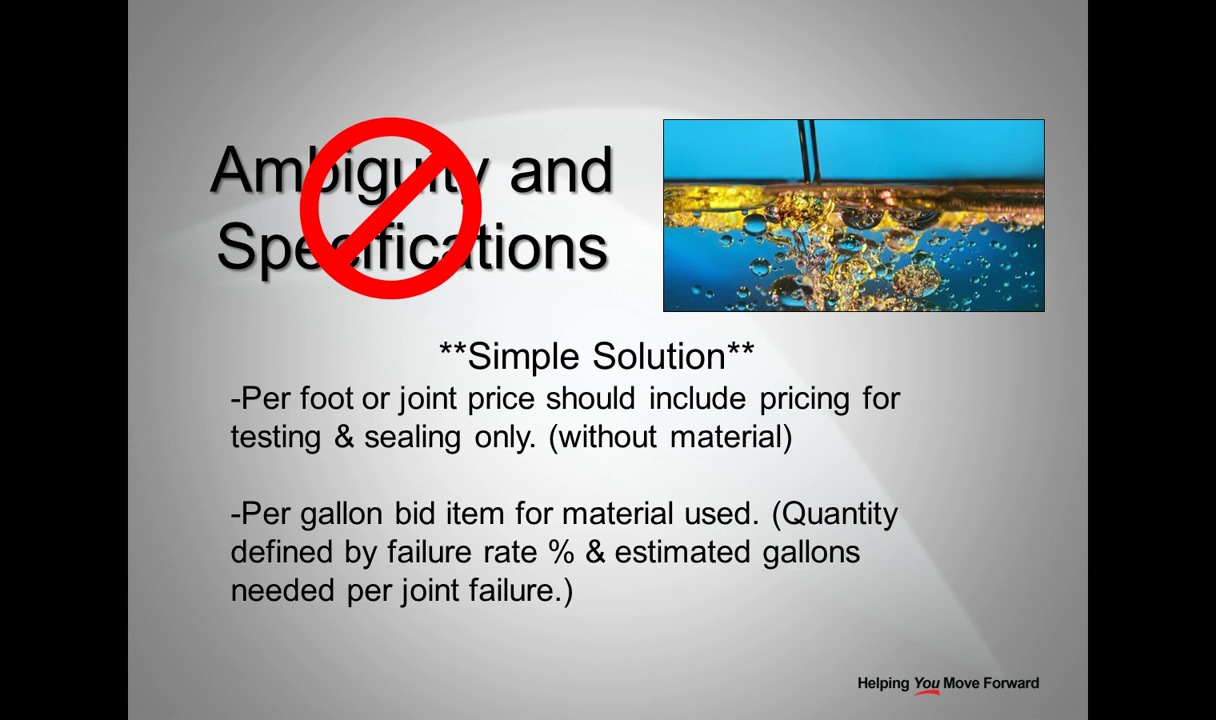 Ambiguity and
Specifications
**Simple Solution**
-Per foot or joint price should include pricing for
testing & sealing only. (without material)
-Per gallon bid item for material used. (Quantity
defined by failure rate % & estimated gallons
needed per joint failure.)
Helping You Move Forward